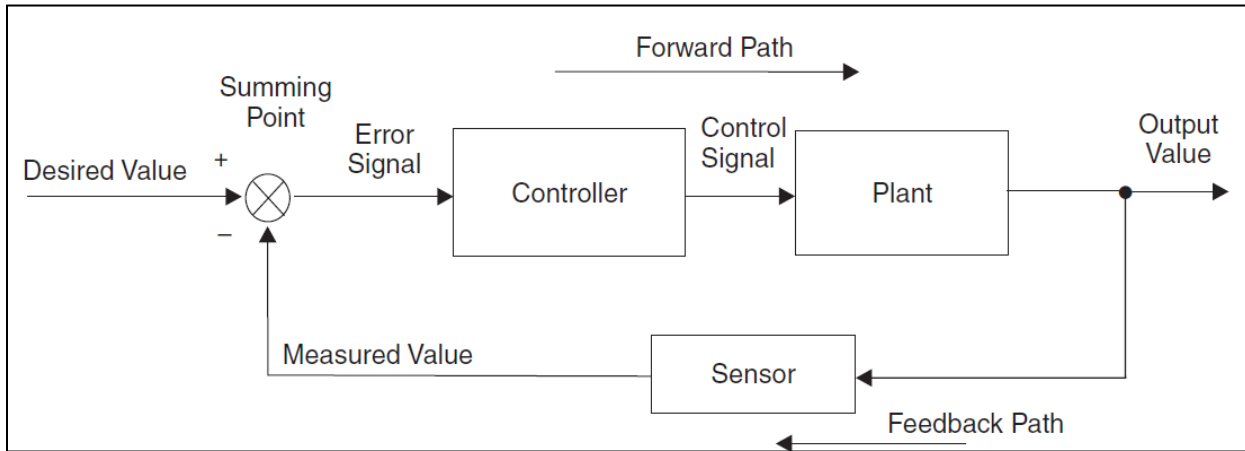 Forward Path
Summing
Point
Error
Signal
Control
Signal
Output
Value
Desired Value
+
−
Controller
Plant
Measured Value
Sensor
Feedback Path